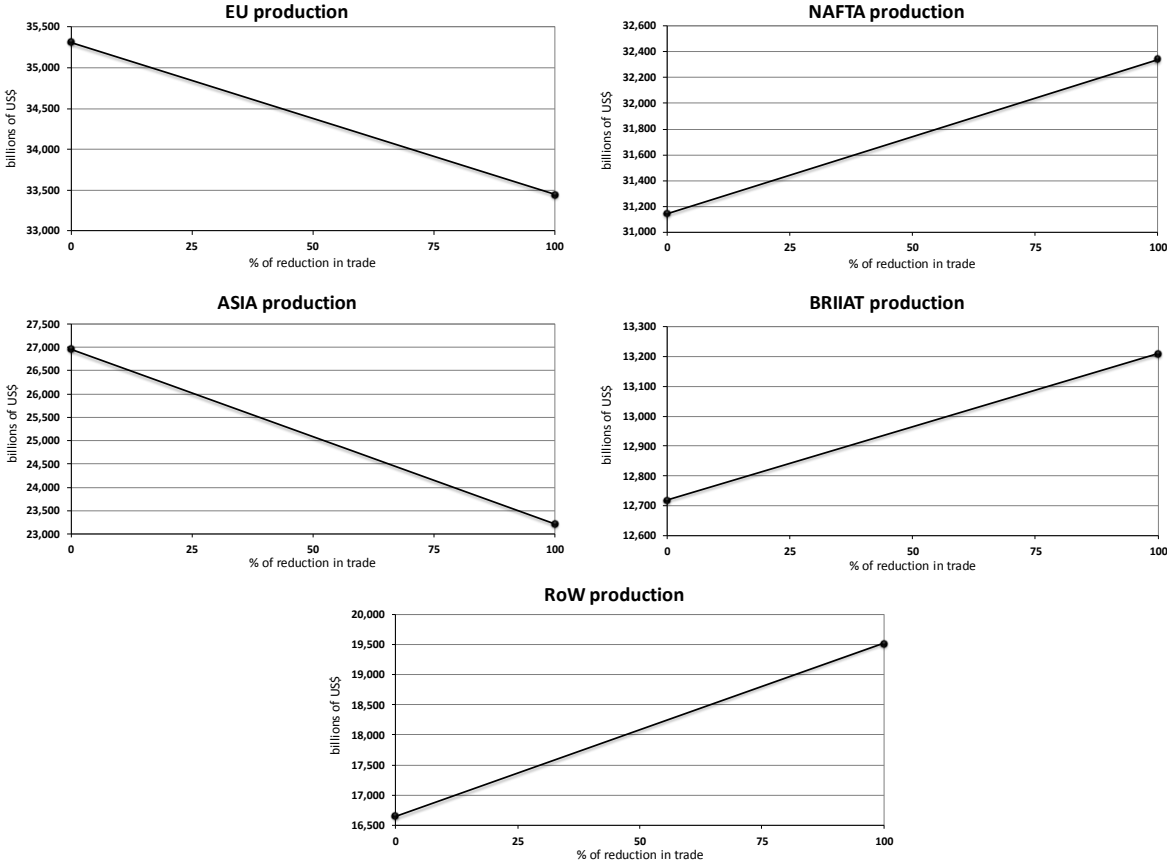 EU production
35,500
35,000
34,500
34,000
33,500
33,000
billions of US$
0 25 50 75 100
% of reduction in trade
NAFTA production
32,600
32,400
32,200
32,000
31,800
31,600
31,400
31,200
31,000
billions of US$
0 25 50 75 100
% of reduction in trade
ASIA production
27,500
27,000
26,500
26,000
25,500
25,000
24,500
24,000
23,500
23,000
billions of US$
0 25 50 75 100
% of reduction in trade
BRIIAT production
13,300
13,200
13,100
13,000
12,900
12,800
12,700
12,600
billions of US$
0 25 50 75 100
% of reduction in trade
RoW production
20,000
19,500
19,000
18,500
18,000
17,500
17,000
16,500
billions of US$
0 25 50 75 100
% of reduction in trade